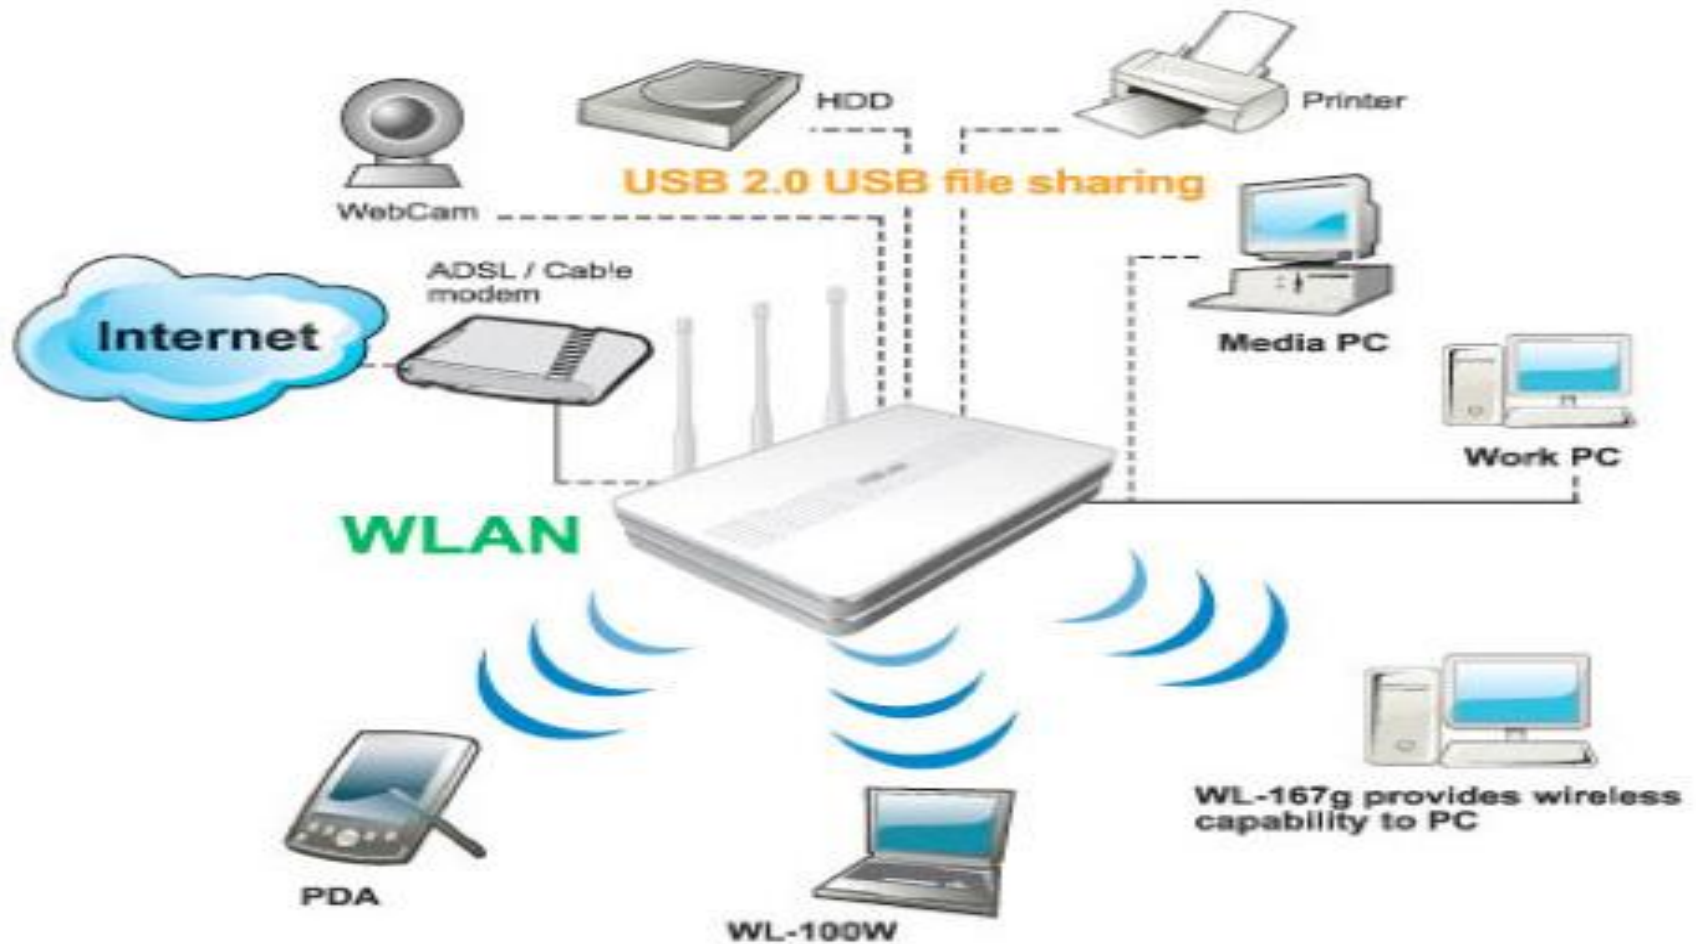 HDD
Printer
USB 2.0 USB file sharing
WebCam
ADSL / Cable
modem
Internet
Media PC
Work PC
WLAN
WL-167g provides wireless
capability to PC
PDA
WL-100W